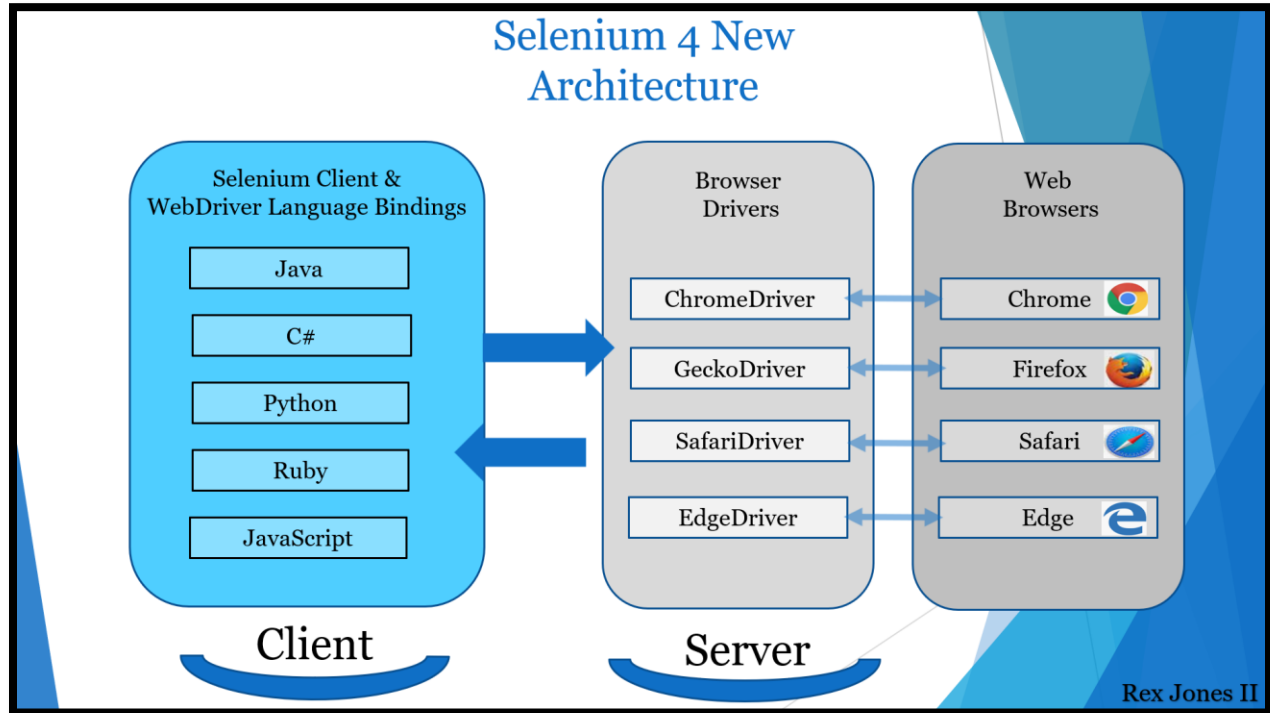 Selenium 4 New
Architecture
Selenium Client &
WebDriver Language Bindings
Java
C#
Python
Ruby
JavaScript
Client
Browser
Drivers
ChromeDriver
GeckoDriver
SafariDriver
EdgeDriver
Server
Web
Browsers
Chrome
Firefox
Safari
Edge
Rex Jones II